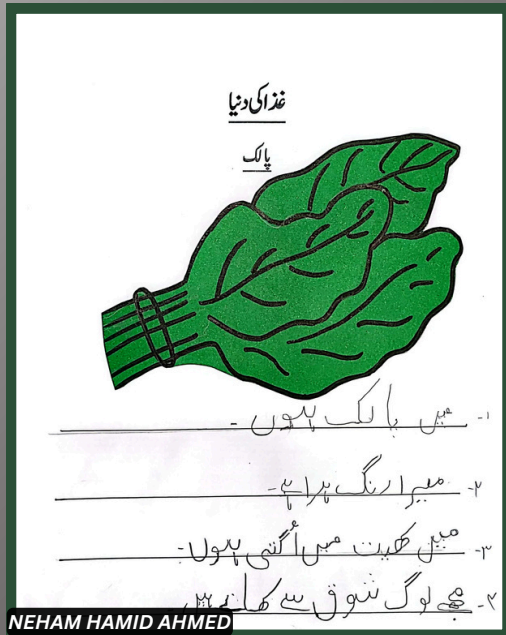 غذا کی دنیا
پالک
۱- میں پالک ہوں -
۲- میرا رنگ ہرا ہے -
۳- میں کھیت میں اُگتی ہوں -
۴- مجھے لوگ شوق سے کھاتے ہیں
NEHAM HAMID AHMED